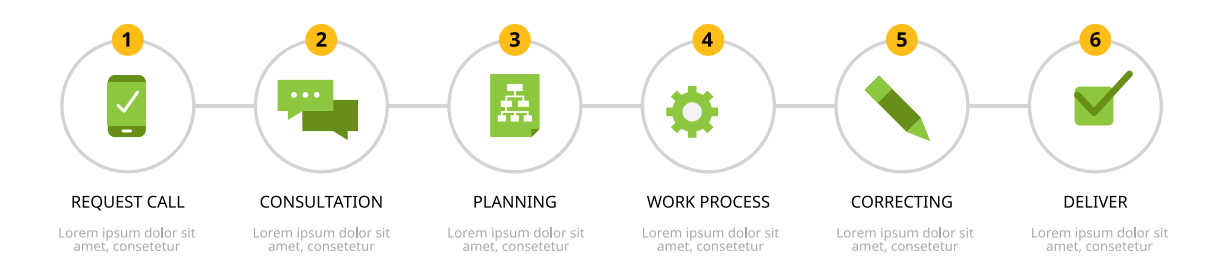 1 2 3 4 5 6
REQUEST CALL CONSULTATION PLANNING WORK PROCESS CORRECTING DELIVER
Lorem ipsum dolor sit Lorem ipsum dolor sit Lorem ipsum dolor sit Lorem ipsum dolor sit Lorem ipsum dolor sit Lorem ipsum dolor sit
amet, consetetur amet, consetetur amet, consetetur amet, consetetur amet, consetetur amet, consetetur